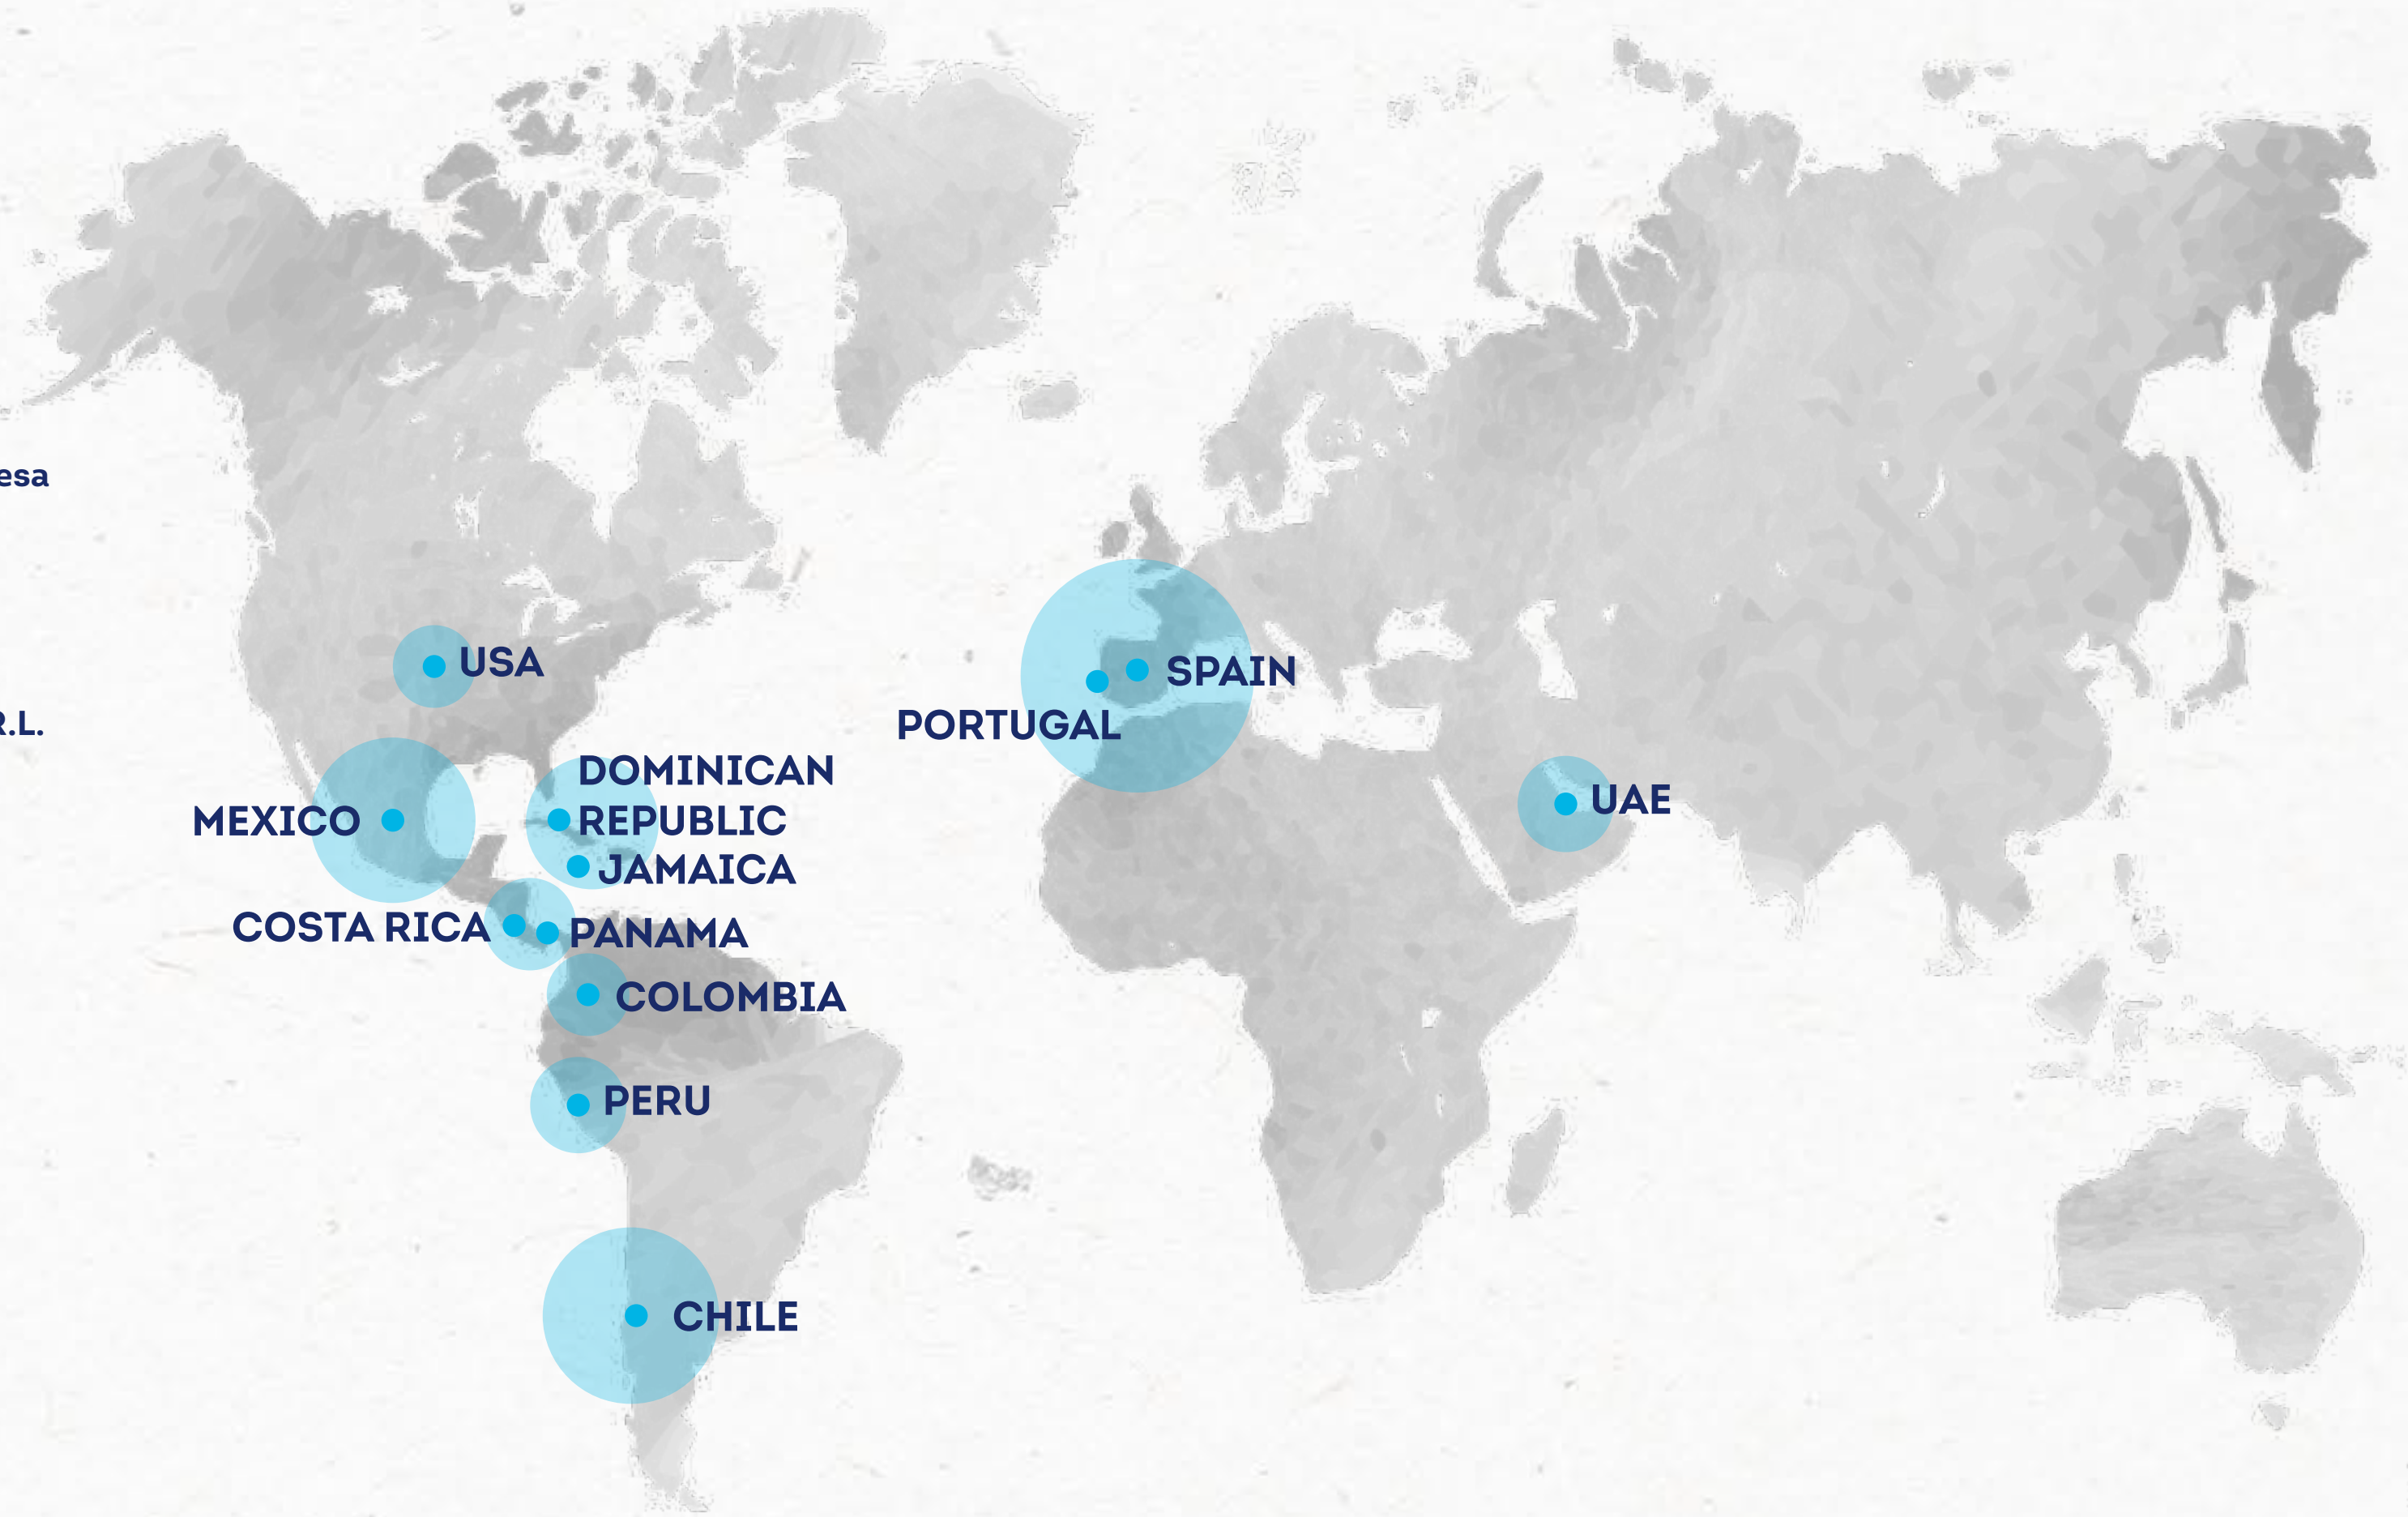 esa
R.L.
USA
SPAIN
PORTUGAL
DOMINICAN
REPUBLIC
MEXICO
UAE
JAMAICA
COSTA RICA
PANAMA
COLOMBIA
PERU
CHILE